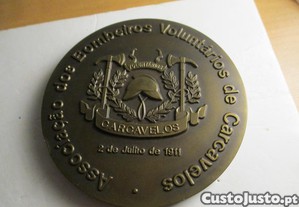 Associação dos Bombeiros Voluntários de Carcavelos
CARCAVELOS
2 de Julho de 1911
CustoJusto.pt